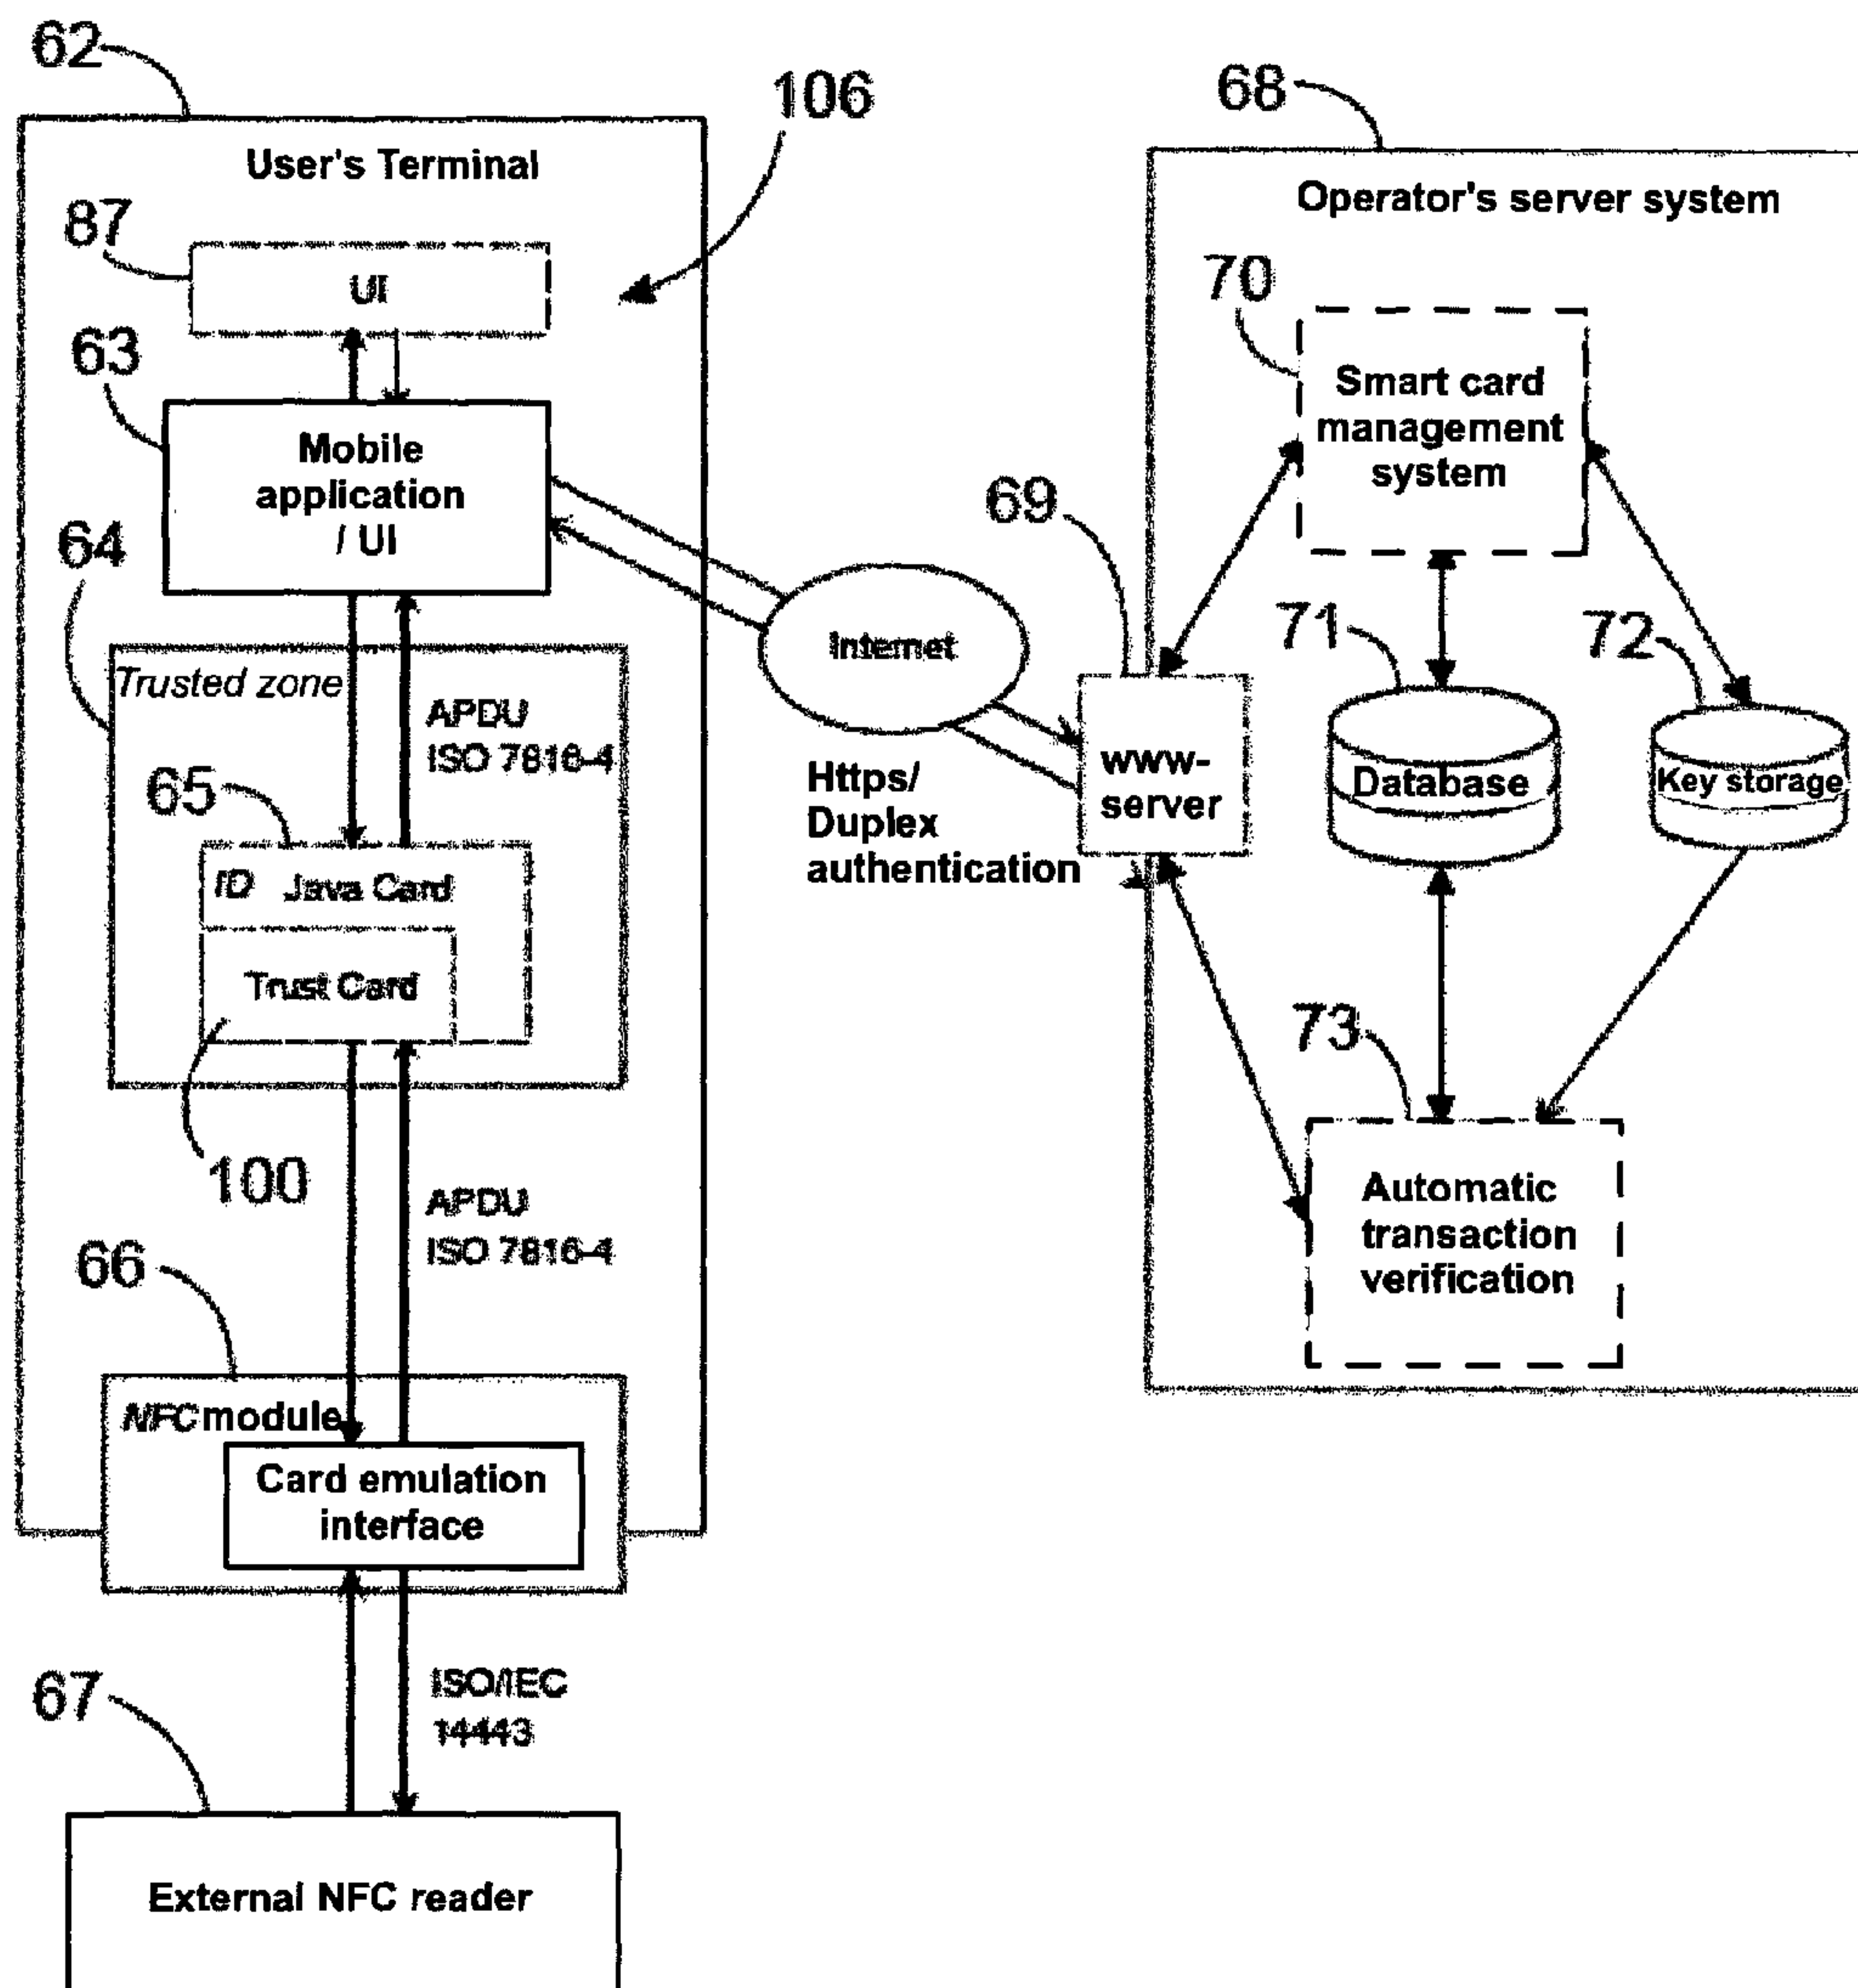 62
106
68
User's Terminal
Operator's server system
87
UI
70
63
Smart card
management
system
Mobile
application
/ UI
69
64
Internet
71
72
Trusted zone
APDU
ISO 7816-4
Https/
Duplex
authentication
www-
server
Database
Key storage
65
ID Java Card
Trust Card
73
100
APDU
ISO 7816-4
Automatic
transaction
verification
66
NFC module
Card emulation
interface
67
ISO/IEC
14443
External NFC reader